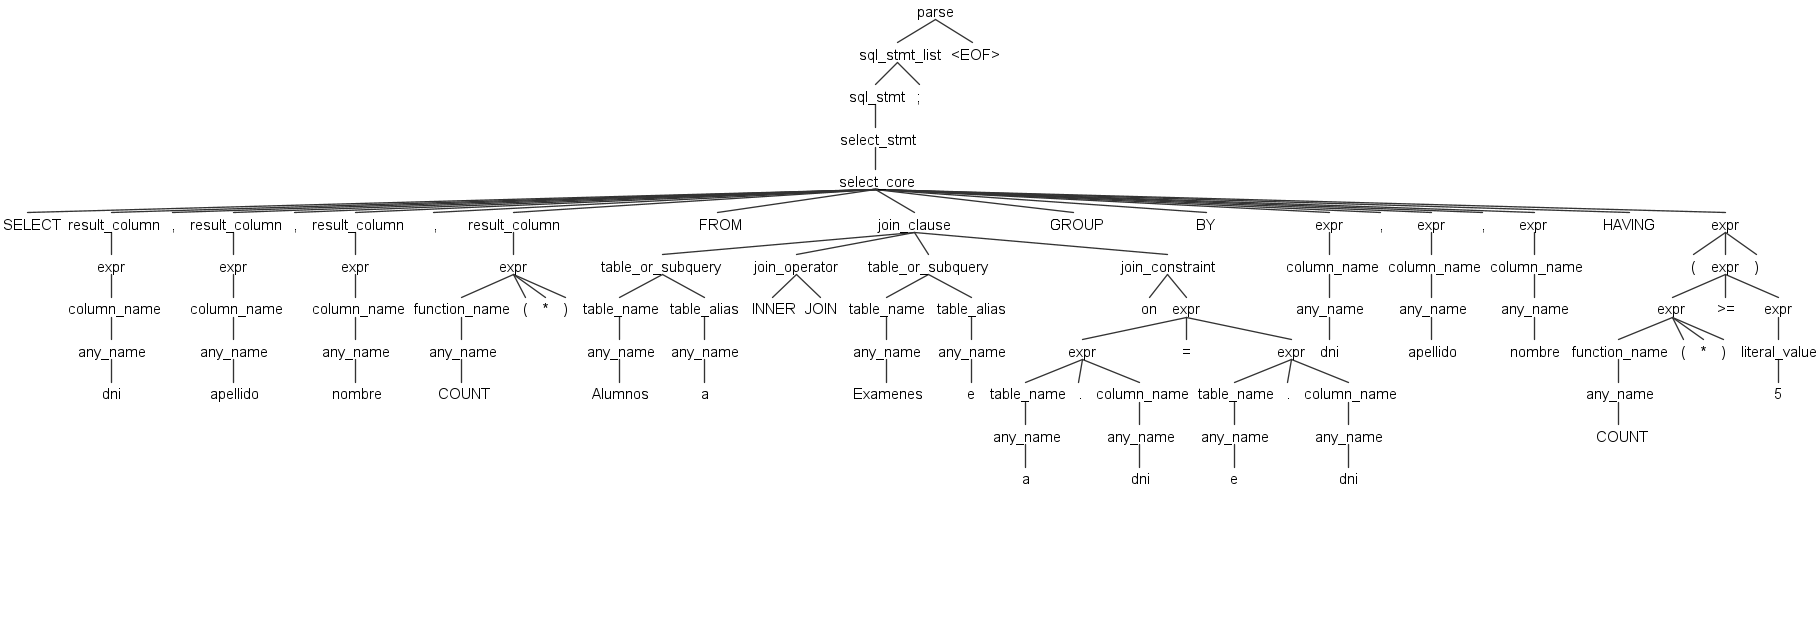 parse
sql_stmt_list <EOF>
sql_stmt ;
select_stmt
select_core
SELECT result_column , result_column , result_column , result_column FROM join_clause GROUP BY expr , expr , expr HAVING expr
expr expr expr expr table_or_subquery join_operator table_or_subquery join_constraint column_name column_name column_name ( expr )
column_name column_name column_name function_name ( * ) table_name table_alias INNER JOIN table_name table_alias on expr any_name any_name any_name expr >= expr
any_name any_name any_name any_name any_name any_name any_name any_name expr = expr dni apellido nombre function_name ( * ) literal_value
dni apellido nombre COUNT Alumnos a Examenes e table_name . column_name table_name . column_name any_name 5
any_name any_name any_name any_name COUNT
a dni e dni